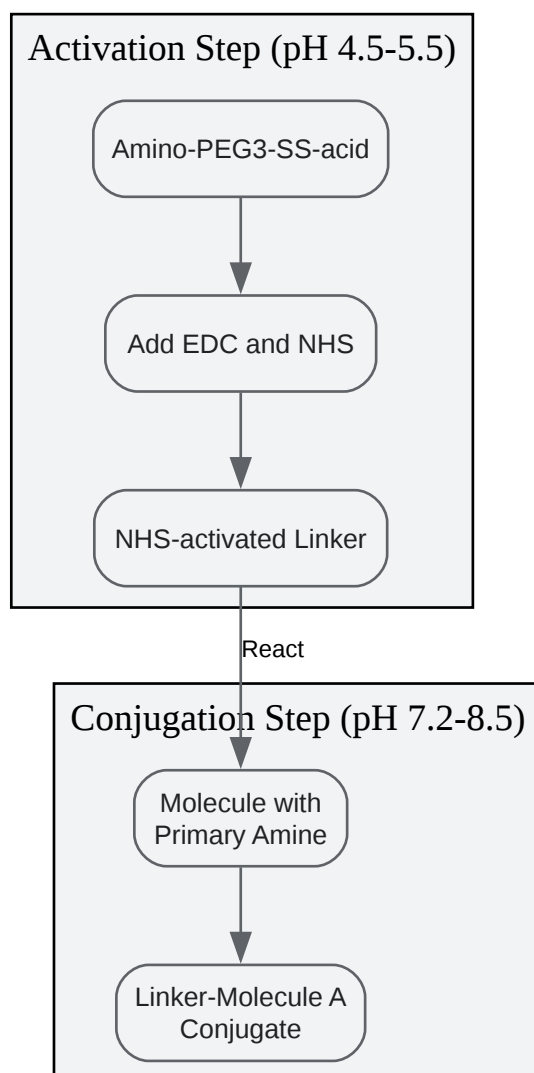 Activation Step (pH 4.5-5.5)
Amino-PEG3-SS-acid
Add EDC and NHS
NHS-activated Linker
React
Conjugation Step (pH 7.2-8.5)
Molecule with
Primary Amine
Linker-Molecule A
Conjugate